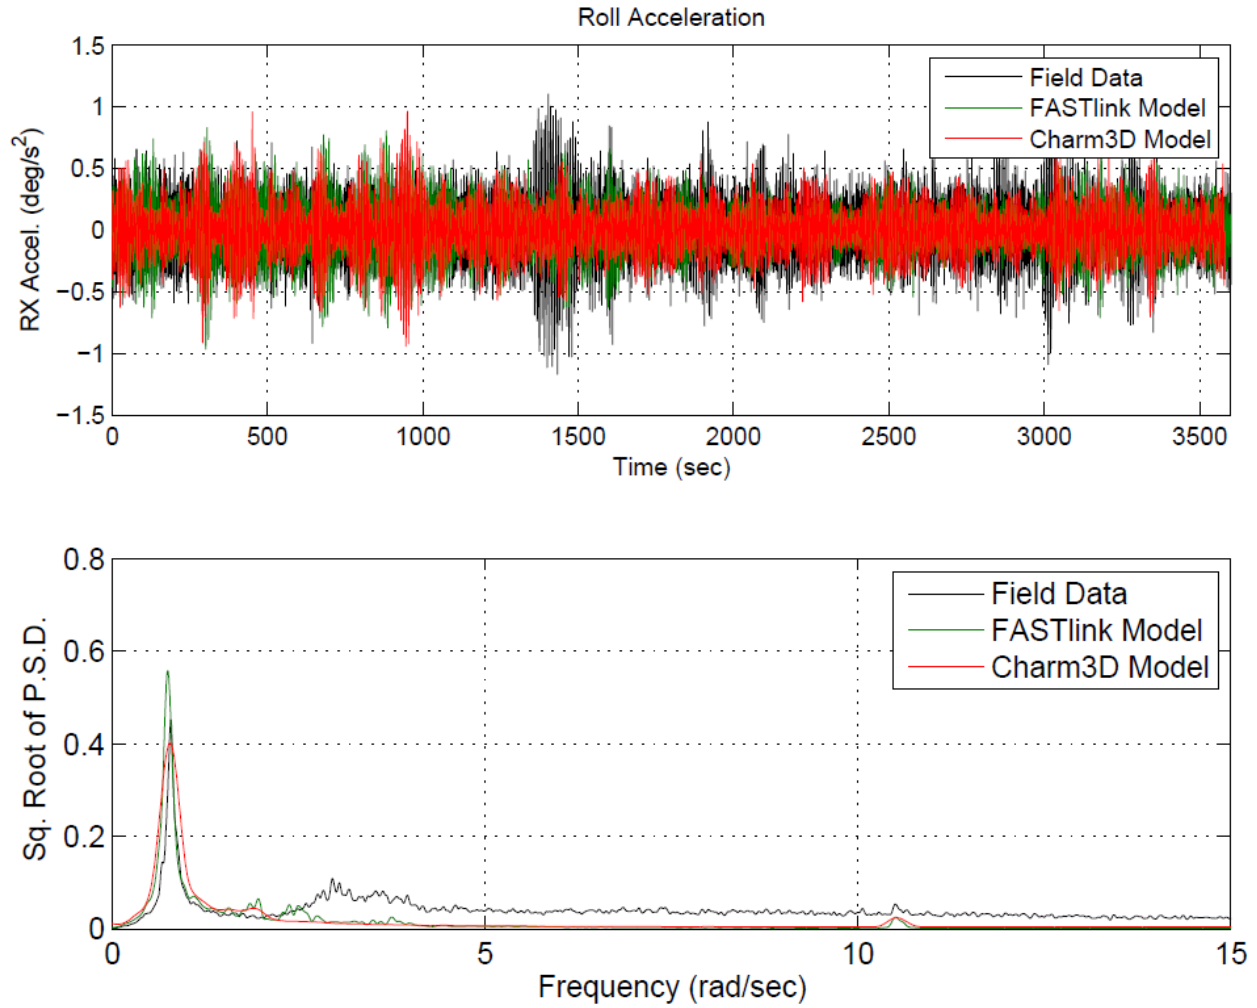 Roll Acceleration
1.5
1
0.5
0
−0.5
−1
−1.5
RX Accel. (deg/s²)
Field Data
FASTlink Model
Charm3D Model
0 500 1000 1500 2000 2500 3000 3500
Time (sec)
0.8
0.6
0.4
0.2
0
Sq. Root of P.S.D.
Field Data
FASTlink Model
Charm3D Model
0 5 10 15
Frequency (rad/sec)